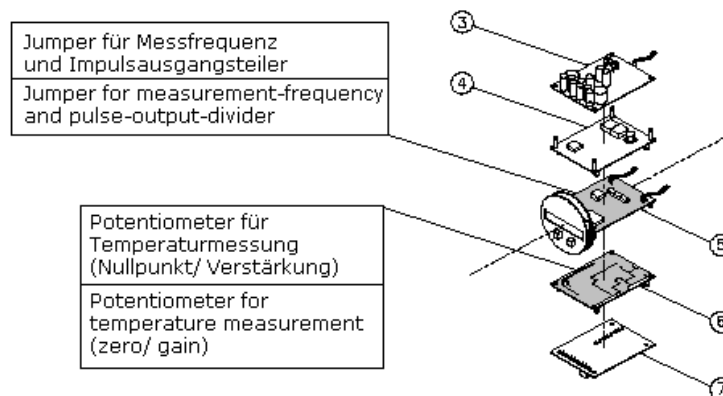 Jumper für Messfrequenz
und Impulsausgangsteiler
Jumper for measurement-frequency
and pulse-output-divider
Potentiometer für
Temperaturmessung
(Nullpunkt/ Verstärkung)
Potentiometer for
temperature measurement
(zero/ gain)
3
4
5
6
7